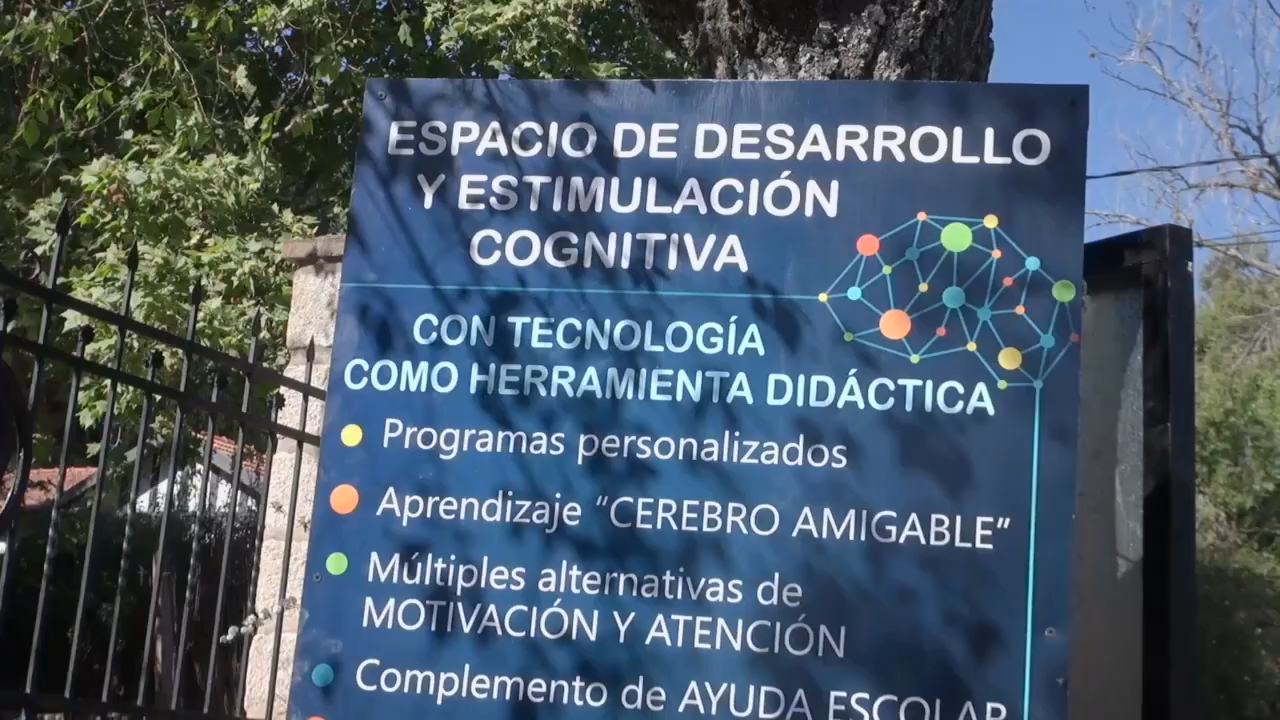 ESPACIO DE DESARROLLO
Y ESTIMULACIÓN
COGNITIVA
CON TECNOLOGÍA
COMO HERRAMIENTA DIDÁCTICA
Programas personalizados
Aprendizaje “CEREBRO AMIGABLE”
Múltiples alternativas de
MOTIVACIÓN Y ATENCIÓN
Complemento de AYUDA ESCOLAR